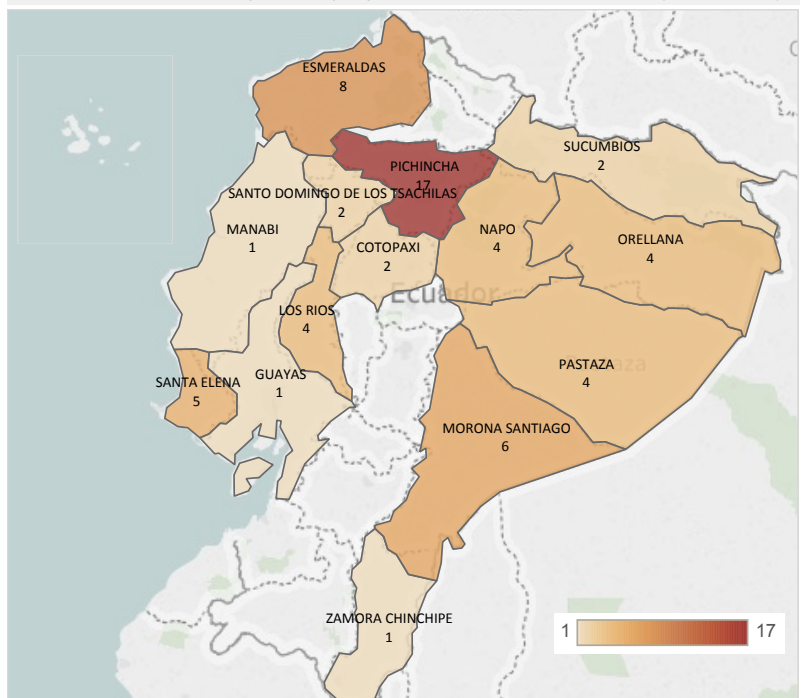 ESMERALDAS
8
SUCUMBIOS
2
PICHINCHA
17
SANTO DOMINGO DE LOS TSACHILAS
2
MANABI
1
NAPO
4
ORELLANA
4
COTOPAXI
2
Ecuador
LOS RIOS
4
PASTAZA
4
SANTA ELENA
5
GUAYAS
1
MORONA SANTIAGO
6
ZAMORA CHINCHIPE
1
1 17